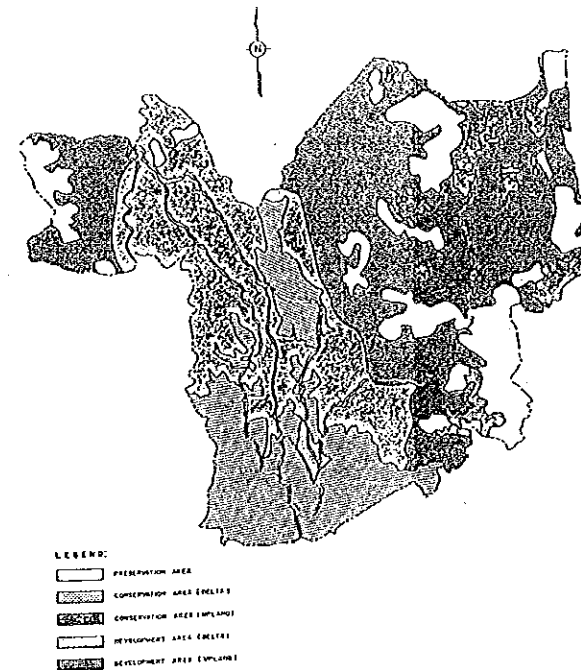 N
LEGEND:
PRESERVATION AREA
CONSERVATION AREA (DELTA)
CONSERVATION AREA (UPLAND)
DEVELOPMENT AREA (DELTA)
DEVELOPMENT AREA (UPLAND)